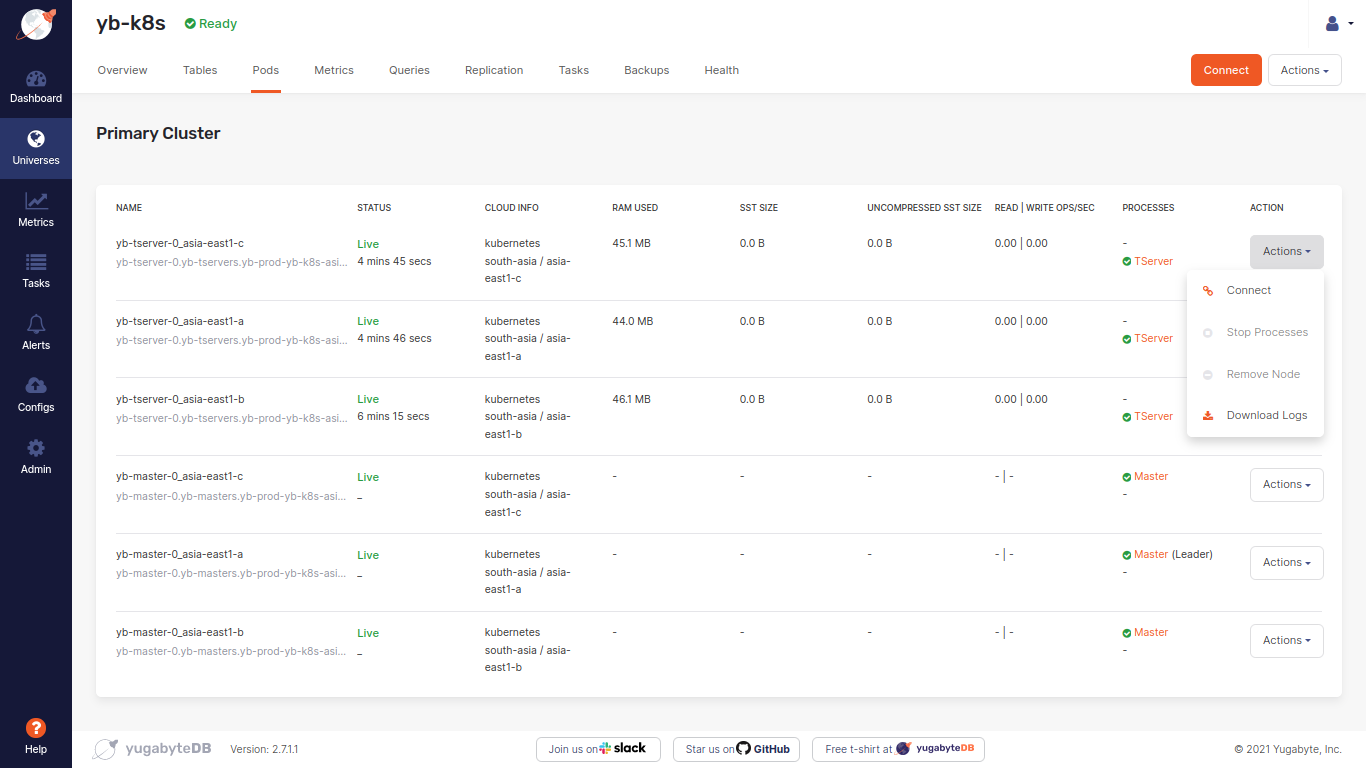 yb-k8s Ready
Dashboard
Universes
Metrics
Tasks
Alerts
Configs
Admin
Help
Overview Tables Pods Metrics Queries Replication Tasks Backups Health Connect Actions
Primary Cluster
NAME STATUS CLOUD INFO RAM USED SST SIZE UNCOMPRESSED SST SIZE READ | WRITE OPS/SEC PROCESSES ACTION
yb-tserver-0_asia-east1-c Live kubernetes 45.1 MB 0.0 B 0.0 B 0.00 | 0.00 - Actions
yb-tserver-0.yb-tservers.yb-prod-yb-k8s-asi... 4 mins 45 secs south-asia / asia- TServer
east1-c
Connect
Stop Processes
Remove Node
Download Logs
yb-tserver-0_asia-east1-a Live kubernetes 44.0 MB 0.0 B 0.0 B 0.00 | 0.00 -
yb-tserver-0.yb-tservers.yb-prod-yb-k8s-asi... 4 mins 46 secs south-asia / asia- TServer
east1-a
yb-tserver-0_asia-east1-b Live kubernetes 46.1 MB 0.0 B 0.0 B 0.00 | 0.00 -
yb-tserver-0.yb-tservers.yb-prod-yb-k8s-asi... 6 mins 15 secs south-asia / asia- TServer
east1-b
yb-master-0_asia-east1-c Live kubernetes - - - - | - Master Actions
yb-master-0.yb-masters.yb-prod-yb-k8s-asi... – south-asia / asia- -
east1-c
yb-master-0_asia-east1-a Live kubernetes - - - - | - Master (Leader) Actions
yb-master-0.yb-masters.yb-prod-yb-k8s-asi... – south-asia / asia- -
east1-a
yb-master-0_asia-east1-b Live kubernetes - - - - | - Master Actions
yb-master-0.yb-masters.yb-prod-yb-k8s-asi... – south-asia / asia- -
east1-b
yugabyteDB Version: 2.7.1.1 Join us on slack Star us on GitHub Free t-shirt at yugabyteDB © 2021 Yugabyte, Inc.